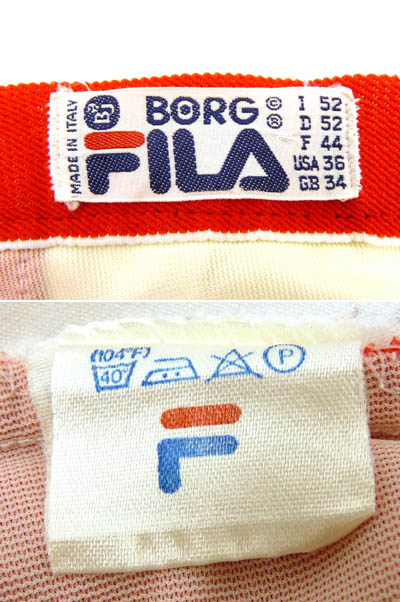 MADE IN ITALY
BJ
BORG © ®
FILA
I 52
D 52
F 44
USA 36
GB 34
(104°F)
40°
P
F